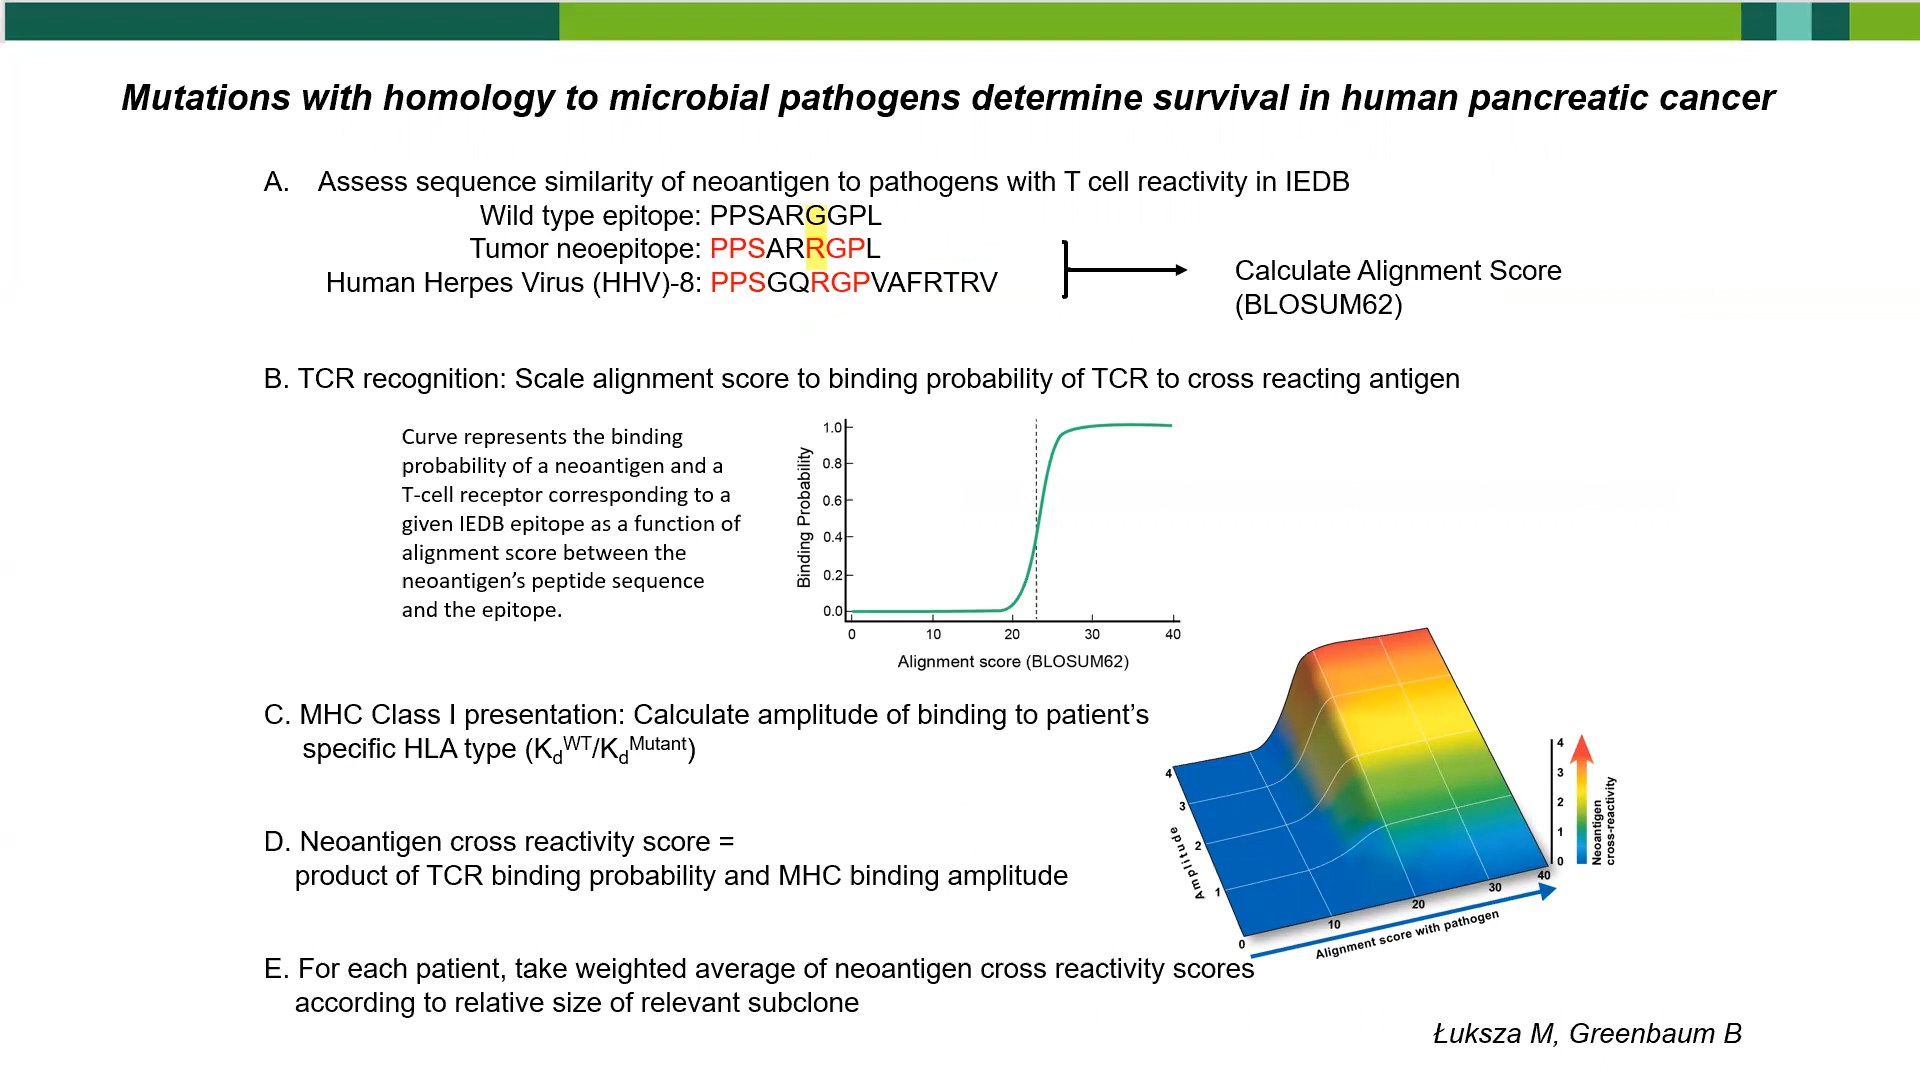 Mutations with homology to microbial pathogens determine survival in human pancreatic cancer
A. Assess sequence similarity of neoantigen to pathogens with T cell reactivity in IEDB
Wild type epitope: PPSARGGPL
Tumor neoepitope: PPSARRGPL
Human Herpes Virus (HHV)-8: PPSGQRGPVAFRTRV
Calculate Alignment Score
(BLOSUM62)
B. TCR recognition: Scale alignment score to binding probability of TCR to cross reacting antigen
Curve represents the binding
probability of a neoantigen and a
T-cell receptor corresponding to a
given IEDB epitope as a function of
alignment score between the
neoantigen’s peptide sequence
and the epitope.
Binding Probability
1.0
0.8
0.6
0.4
0.2
0.0
0 10 20 30 40
Alignment score (BLOSUM62)
C. MHC Class I presentation: Calculate amplitude of binding to patient’s
specific HLA type (KdWT/KdMutant)
D. Neoantigen cross reactivity score =
product of TCR binding probability and MHC binding amplitude
E. For each patient, take weighted average of neoantigen cross reactivity scores
according to relative size of relevant subclone
Amplitude
4
3
2
1
0
10
20
30
40
Alignment score with pathogen
4
3
2
1
0
Neoantigen
cross-reactivity
Łuksza M, Greenbaum B